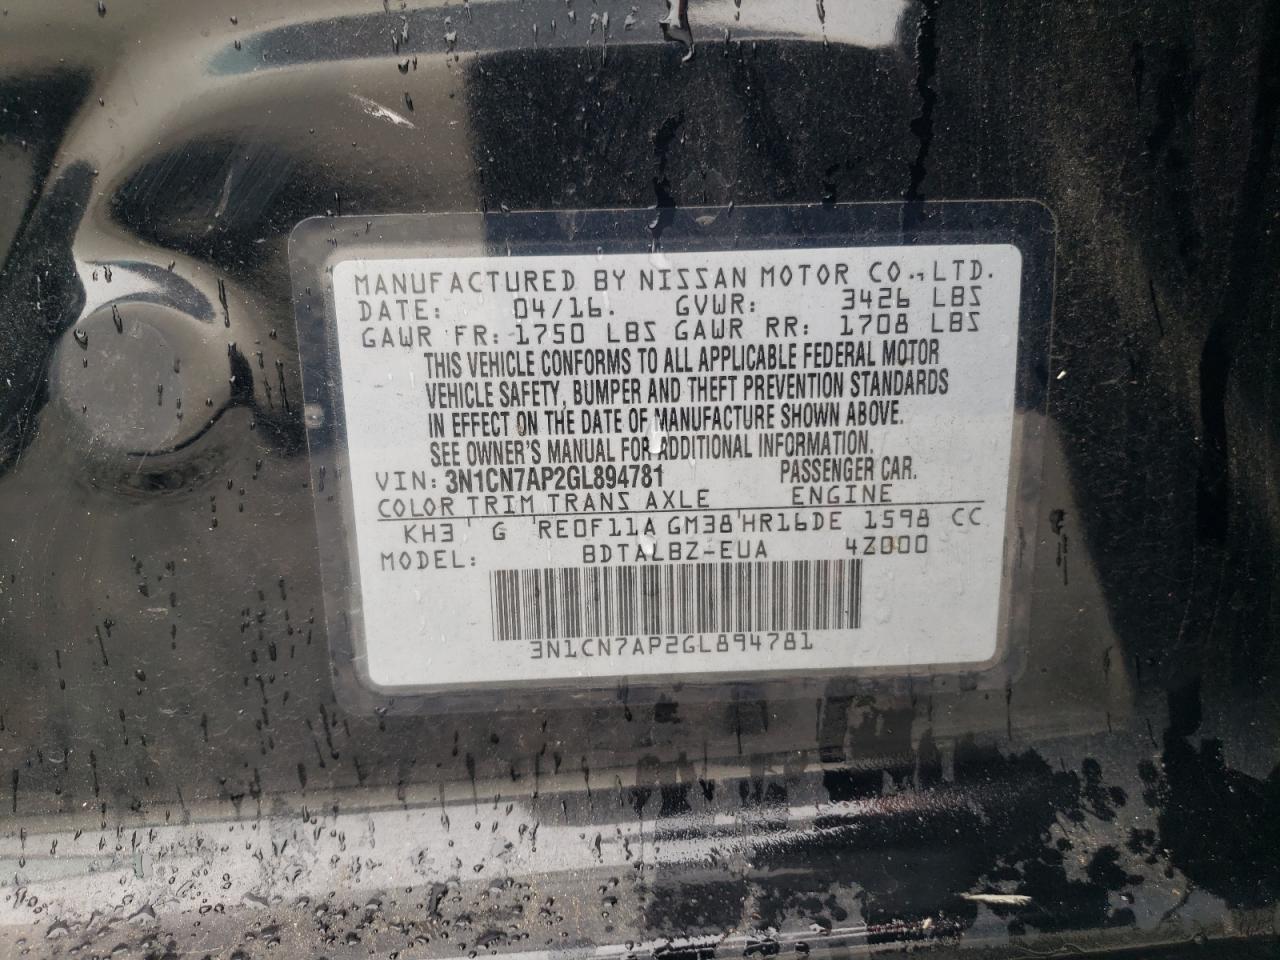 MANUFACTURED BY NISSAN MOTOR CO., LTD.
DATE: 04/16. GVWR: 3426 LBS
GAWR FR: 1750 LBS GAWR RR: 1708 LBS
THIS VEHICLE CONFORMS TO ALL APPLICABLE FEDERAL MOTOR
VEHICLE SAFETY, BUMPER AND THEFT PREVENTION STANDARDS
IN EFFECT ON THE DATE OF MANUFACTURE SHOWN ABOVE.
SEE OWNER'S MANUAL FOR ADDITIONAL INFORMATION.
VIN: 3N1CN7AP2GL894781 PASSENGER CAR.
COLOR TRIM TRANS AXLE ENGINE
KH3 G RE0F11A GM38 HR16DE 1598 CC
MODEL: BDTALBZ-EUA 4Z000
3N1CN7AP2GL894781